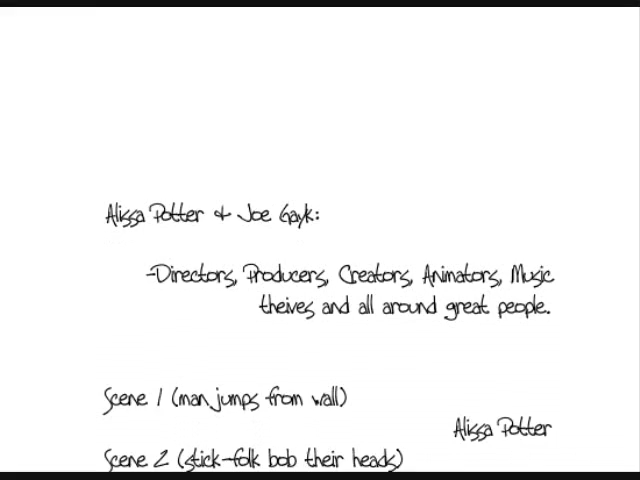 Alissa Potter & Joe Gayk:
-Directors, Producers, Creators, Animators, Music
theives and all around great people.
Scene 1 (man jumps from wall)
Alissa Potter
Scene 2 (stick-folk bob their heads)